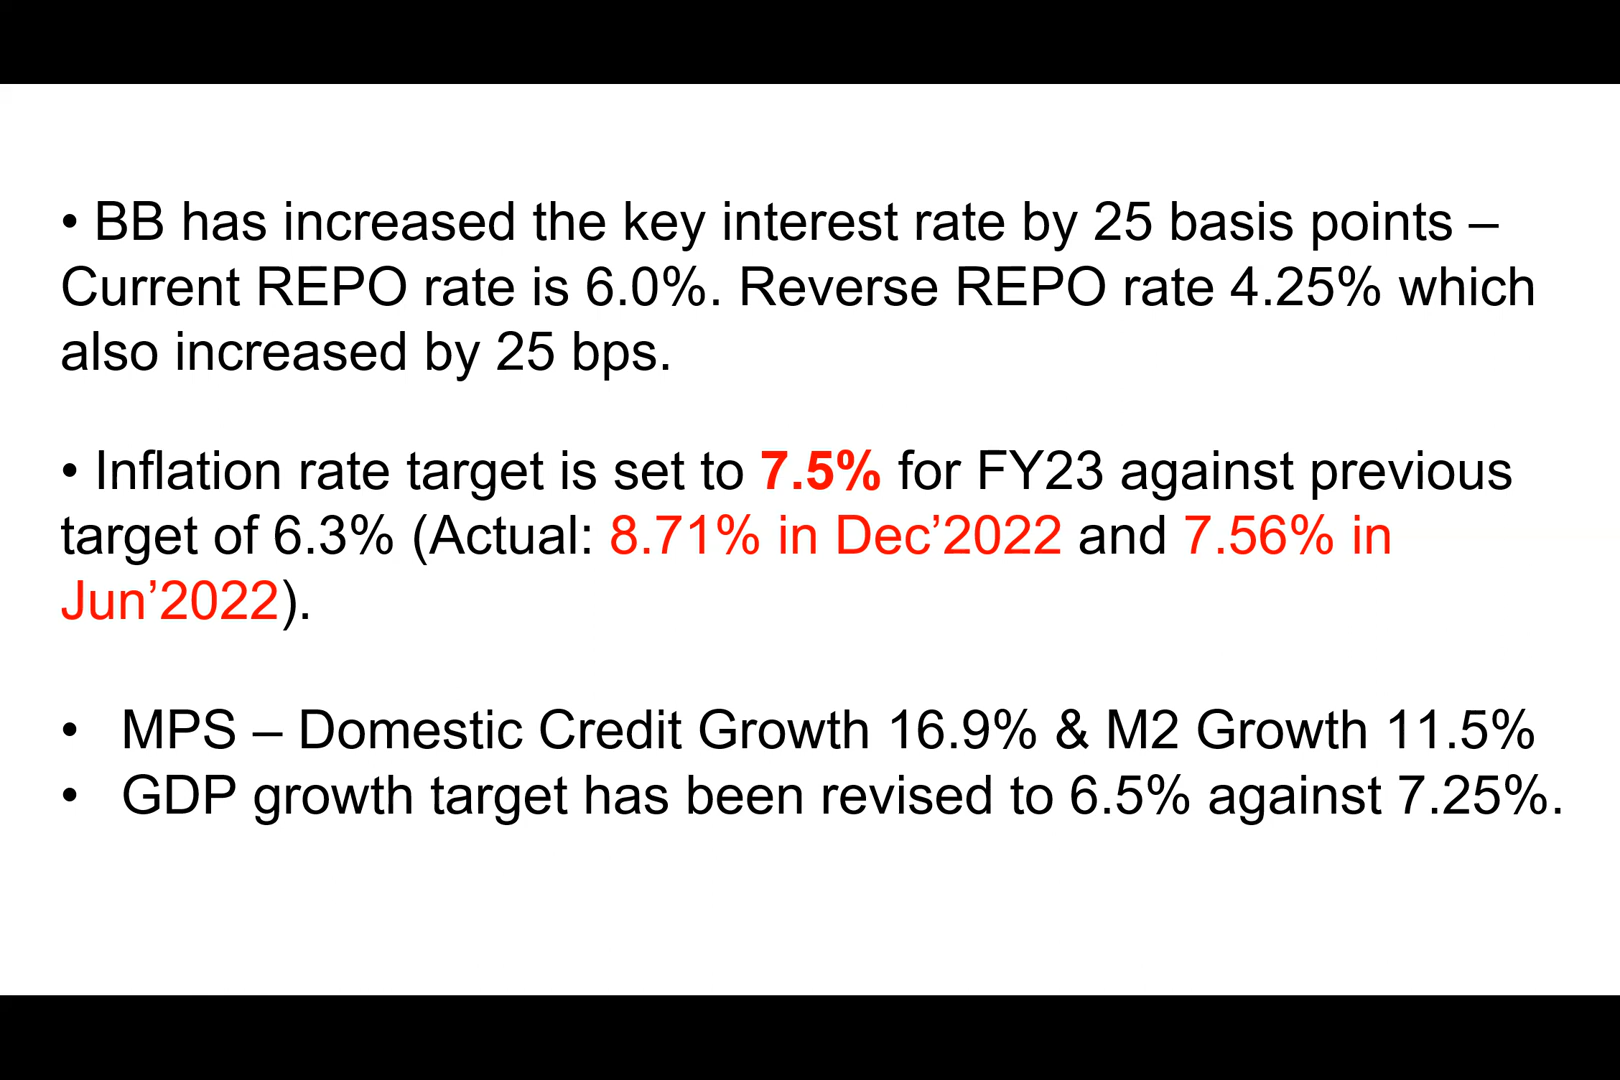 • BB has increased the key interest rate by 25 basis points –
Current REPO rate is 6.0%. Reverse REPO rate 4.25% which
also increased by 25 bps.
• Inflation rate target is set to 7.5% for FY23 against previous
target of 6.3% (Actual: 8.71% in Dec’2022 and 7.56% in
Jun’2022).
• MPS – Domestic Credit Growth 16.9% & M2 Growth 11.5%
• GDP growth target has been revised to 6.5% against 7.25%.